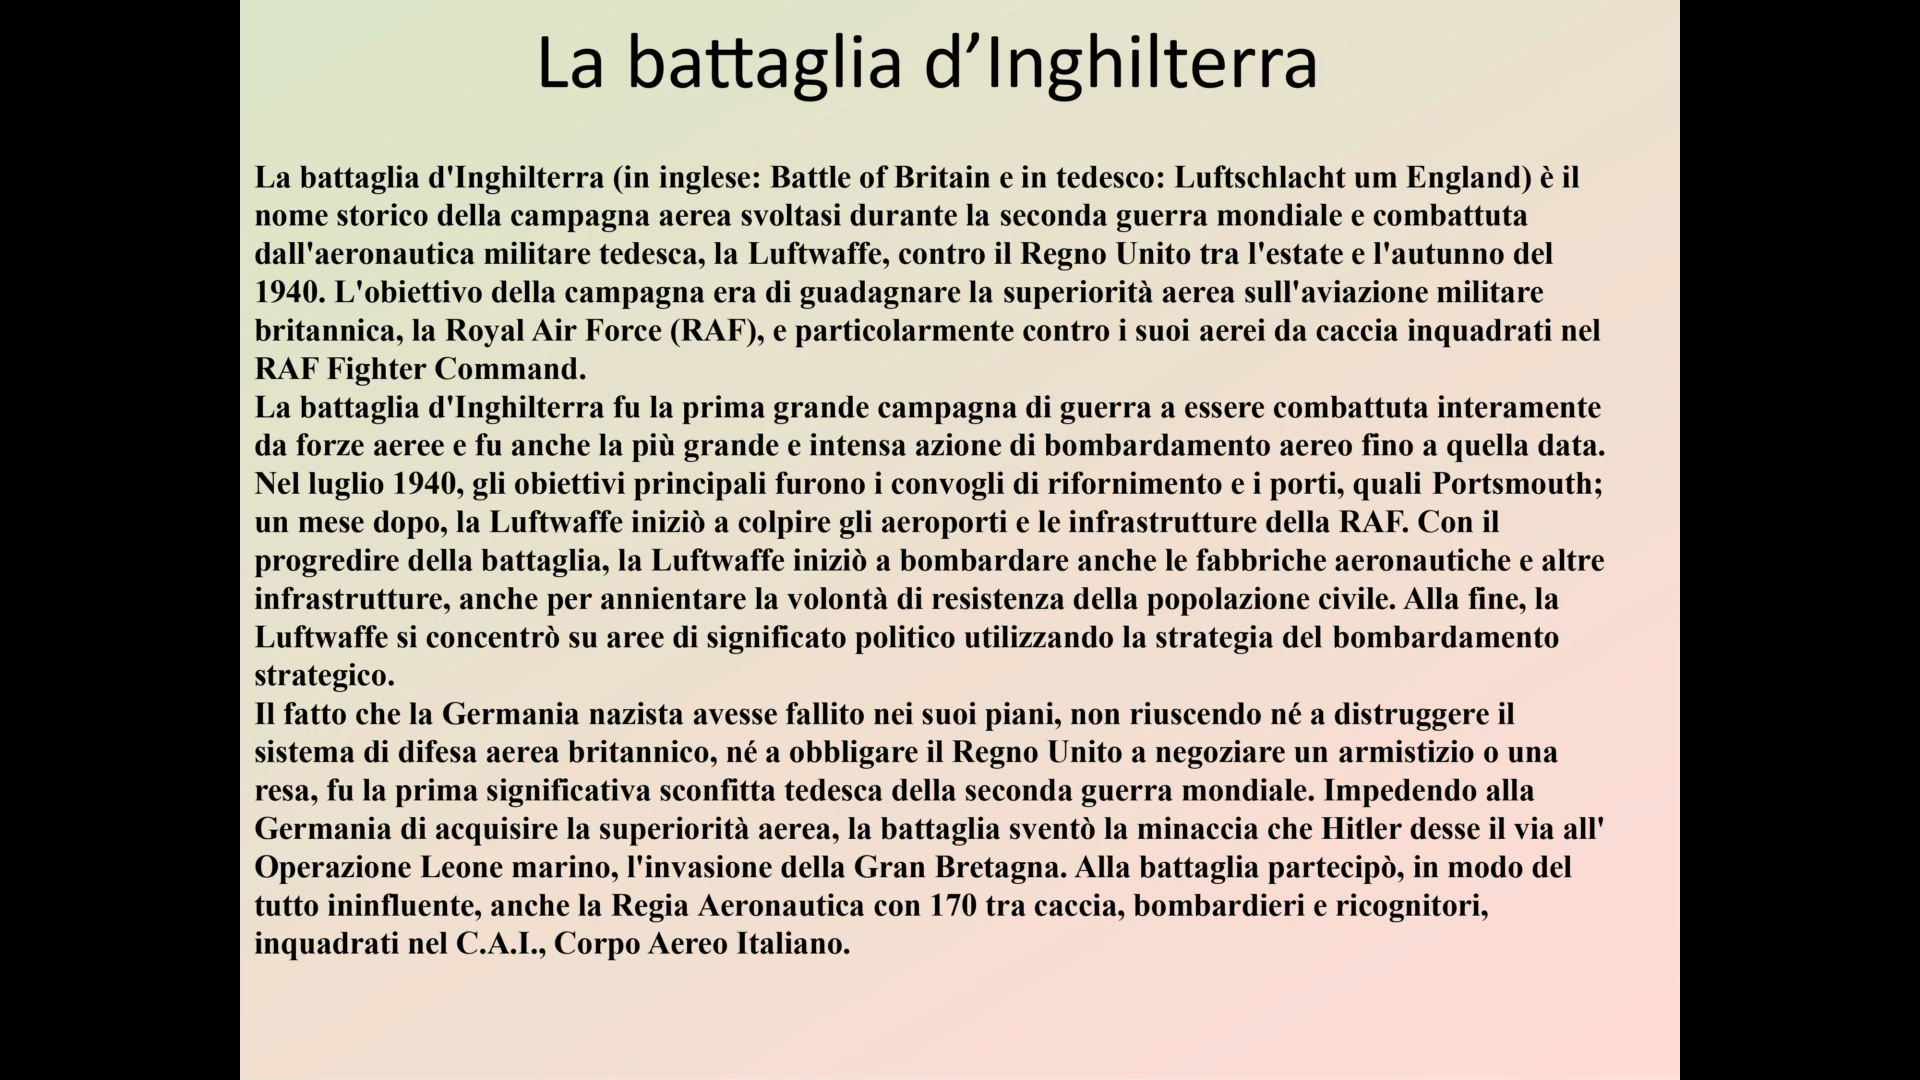 La battaglia d’Inghilterra
La battaglia d'Inghilterra (in inglese: Battle of Britain e in tedesco: Luftschlacht um England) è il
nome storico della campagna aerea svoltasi durante la seconda guerra mondiale e combattuta
dall'aeronautica militare tedesca, la Luftwaffe, contro il Regno Unito tra l'estate e l'autunno del
1940. L'obiettivo della campagna era di guadagnare la superiorità aerea sull'aviazione militare
britannica, la Royal Air Force (RAF), e particolarmente contro i suoi aerei da caccia inquadrati nel
RAF Fighter Command.
La battaglia d'Inghilterra fu la prima grande campagna di guerra a essere combattuta interamente
da forze aeree e fu anche la più grande e intensa azione di bombardamento aereo fino a quella data.
Nel luglio 1940, gli obiettivi principali furono i convogli di rifornimento e i porti, quali Portsmouth;
un mese dopo, la Luftwaffe iniziò a colpire gli aeroporti e le infrastrutture della RAF. Con il
progredire della battaglia, la Luftwaffe iniziò a bombardare anche le fabbriche aeronautiche e altre
infrastrutture, anche per annientare la volontà di resistenza della popolazione civile. Alla fine, la
Luftwaffe si concentrò su aree di significato politico utilizzando la strategia del bombardamento
strategico.
Il fatto che la Germania nazista avesse fallito nei suoi piani, non riuscendo né a distruggere il
sistema di difesa aerea britannico, né a obbligare il Regno Unito a negoziare un armistizio o una
resa, fu la prima significativa sconfitta tedesca della seconda guerra mondiale. Impedendo alla
Germania di acquisire la superiorità aerea, la battaglia sventò la minaccia che Hitler desse il via all'
Operazione Leone marino, l'invasione della Gran Bretagna. Alla battaglia partecipò, in modo del
tutto ininfluente, anche la Regia Aeronautica con 170 tra caccia, bombardieri e ricognitori,
inquadrati nel C.A.I., Corpo Aereo Italiano.